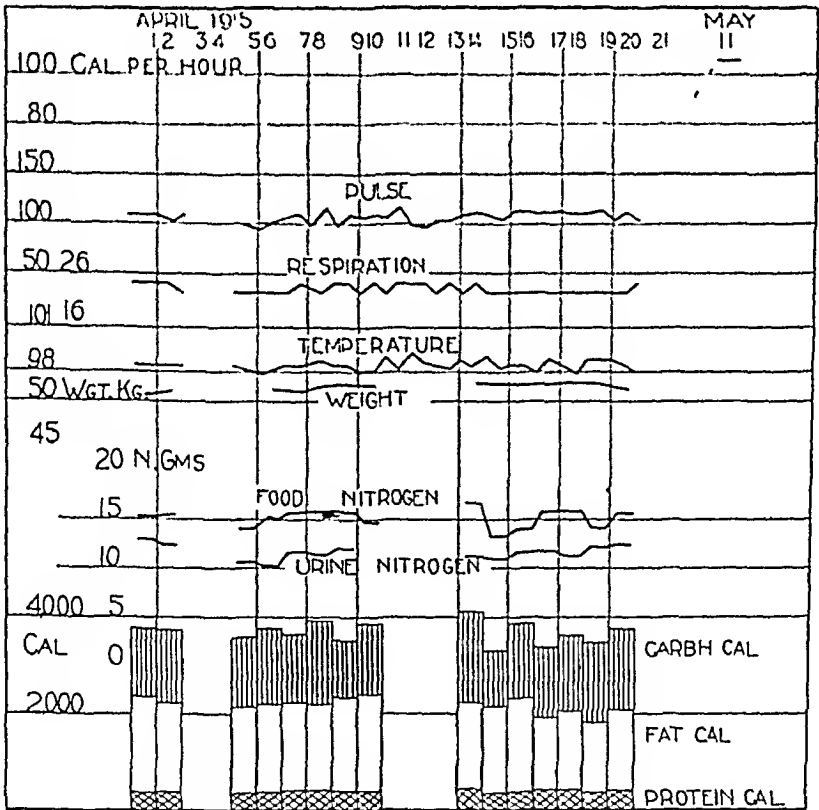 APRIL 1915 MAY
1 2 3 4 5 6 7 8 9 10 11 12 13 14 15 16 17 18 19 20 21 11
100 CAL PER HOUR
80
150
PULSE
100
50 26
RESPIRATION
101 16
TEMPERATURE
98
50 WGT. KG.
WEIGHT
45
20 N GMS
FOOD NITROGEN
15
10
URINE NITROGEN
4000 5
CAL 0 CARBH CAL
2000
FAT CAL
PROTEIN CAL